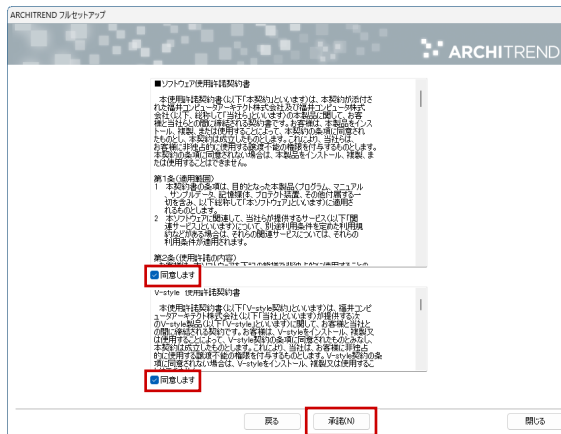 ARCHITREND フルセットアップ
ARCHITREND
■ソフトウェア使用許諾契約書
本使用許諾契約書(以下「本契約」といいます)は、本契約が添付さ
れた福井コンピュータアーキテクト株式会社及び福井コンピュータ株式
会社(以下、総称して「当社ら」といいます)の本製品に関して、お客
様と当社らとの間に締結される契約書です。お客様は、本製品をインス
トール、複製、または使用することによって、本契約の条項に同意され
たものとし、本契約は成立したものとします。これにより、当社らは、
お客様に非独占的に使用する譲渡不能の権限を付与するものとします。
本契約の条項に同意されない場合は、本製品をインストール、複製、ま
たは使用することはできません。
第1条(適用範囲)
1 本契約書の条項は、目的となった本製品(プログラム、マニュアル
、サンプルデータ、記憶媒体、プロテクト装置、その他付属する一
切を含み、以下総称して「本ソフトウェア」といいます)に適用さ
れるものとします。
2 本ソフトウェアに関連して、当社らが提供するサービス(以下「関
連サービス」といいます)について、別途利用条件を定めた利用規
約などがある場合は、それらの関連サービスについては、それらの
利用条件が適用されます。
第2条(使用許諾の内容)
同意します
V-style 使用許諾契約書
本使用許諾契約書(以下「V-style契約」といいます)は、福井コンピ
ュータアーキテクト株式会社(以下「当社」といいます)が提供する次
のV-style製品(以下「V-style」といいます)に関して、お客様と当社と
の間に締結される契約です。お客様は、V-styleをインストール、複製又
は使用することによって、V-style契約の条項に同意されたものとみなし、
本契約は成立したものとします。これにより、当社は、お客様に非独占
的に使用する譲渡不能の権限を付与するものとします。V-style契約の条
項に同意されない場合は、V-styleをインストール、複製又は使用するこ
同意します
戻る
承諾(N)
閉じる